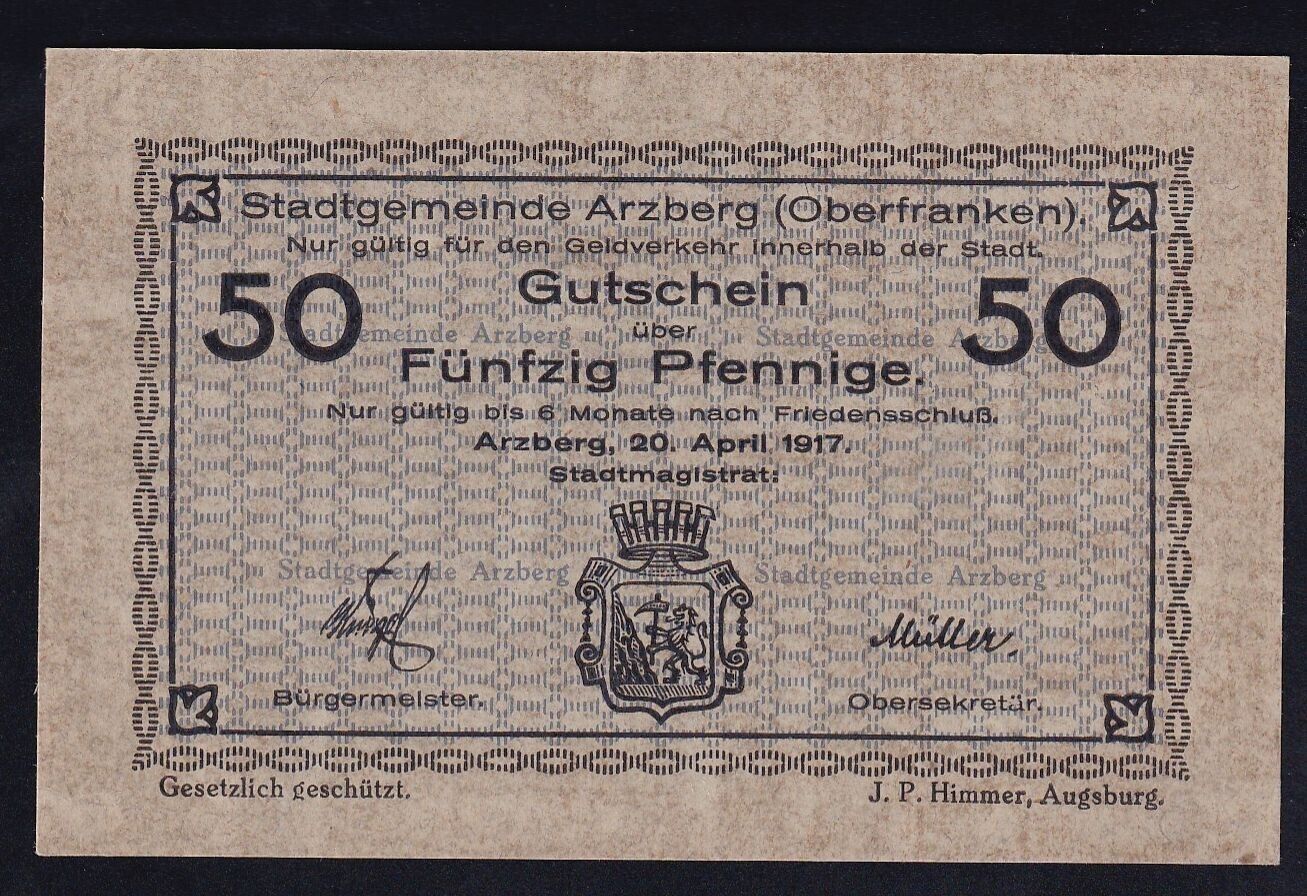 Stadtgemeinde Arzberg (Oberfranken).
Nur gültig für den Geldverkehr innerhalb der Stadt.
50 Gutschein 50
über
Stadtgemeinde Arzberg Stadtgemeinde Arzberg
Fünfzig Pfennige.
Nur gültig bis 6 Monate nach Friedensschluß.
Arzberg, 20. April 1917.
Stadtmagistrat:
Stadtgemeinde Arzberg Stadtgemeinde Arzberg
Müller.
Bürgermeister. Obersekretär.
Gesetzlich geschützt. J. P. Himmer, Augsburg.